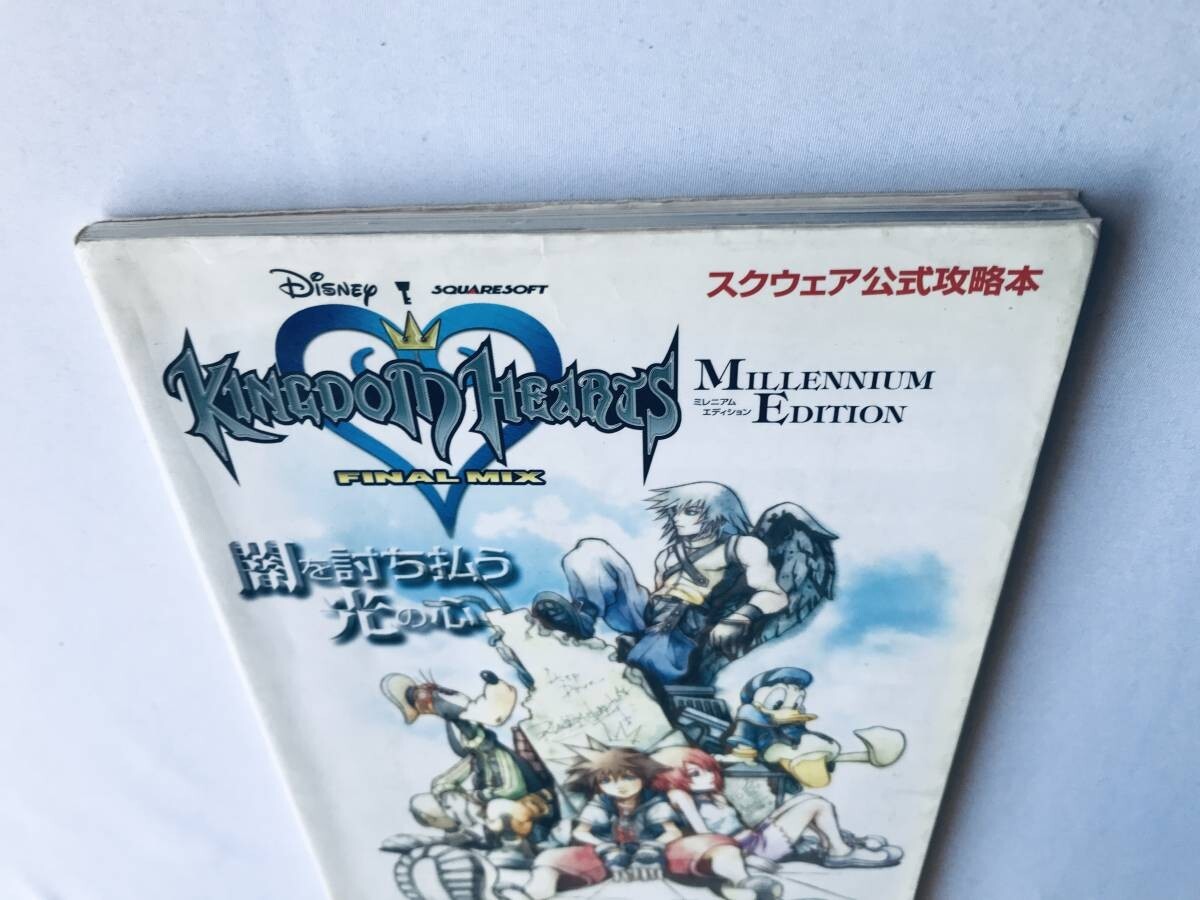 スクウェア公式攻略本
Disney SQUARESOFT
KINGDOM HEARTS
FINAL MIX
MILLENNIUM
EDITION
ミレニアム
エディション
闇を討ち払う
光の心